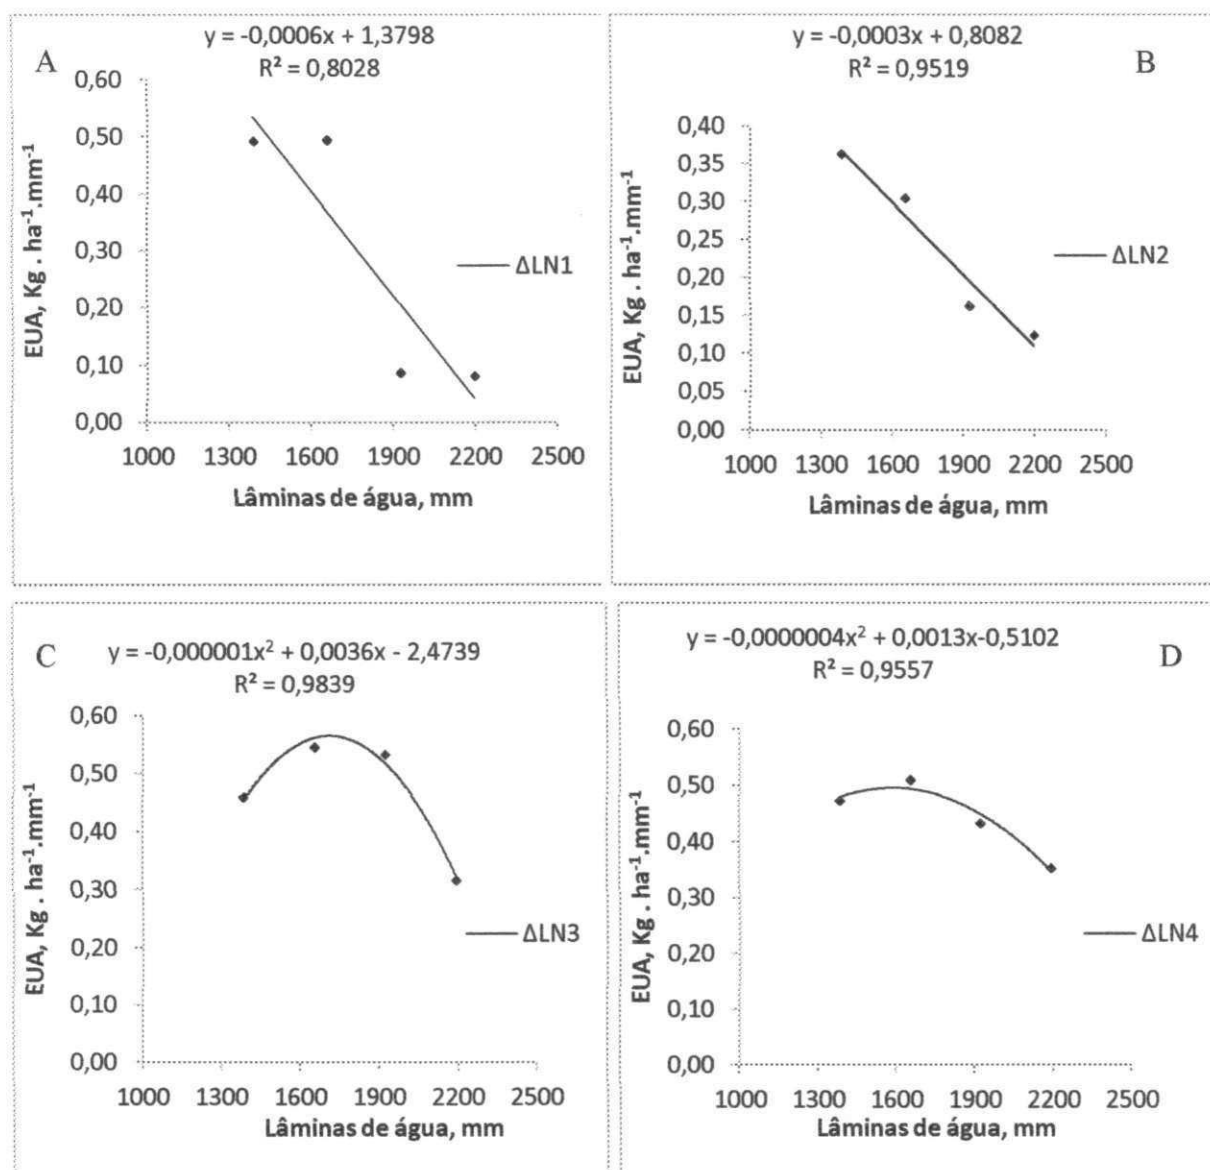 A
y = -0,0006x + 1,3798
R² = 0,8028
0,60
0,50
0,40
0,30
0,20
0,10
0,00
EUA, Kg . ha⁻¹.mm⁻¹
ΔLN1
1000 1300 1600 1900 2200 2500
Lâminas de água, mm
y = -0,0003x + 0,8082
R² = 0,9519
B
0,40
0,35
0,30
0,25
0,20
0,15
0,10
0,05
0,00
EUA, Kg . ha⁻¹.mm⁻¹
ΔLN2
1000 1300 1600 1900 2200 2500
Lâminas de água, mm
C
y = -0,000001x² + 0,0036x - 2,4739
R² = 0,9839
0,60
0,50
0,40
0,30
0,20
0,10
0,00
EUA, Kg . ha⁻¹.mm⁻¹
ΔLN3
1000 1300 1600 1900 2200 2500
Lâminas de água, mm
y = -0,0000004x² + 0,0013x-0,5102
R² = 0,9557
D
0,60
0,50
0,40
0,30
0,20
0,10
0,00
EUA, Kg . ha⁻¹.mm⁻¹
ΔLN4
1000 1300 1600 1900 2200 2500
Lâminas de água, mm